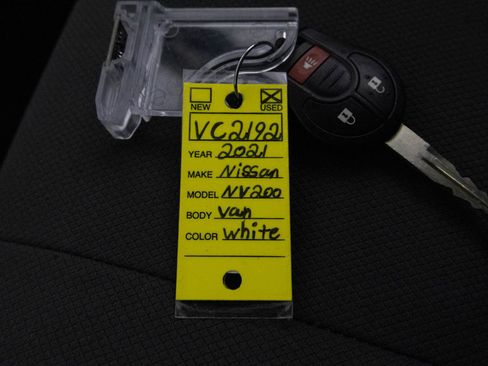 NEW USED
VC2192
YEAR 2021
MAKE Nissan
MODEL NV200
BODY Van
COLOR white